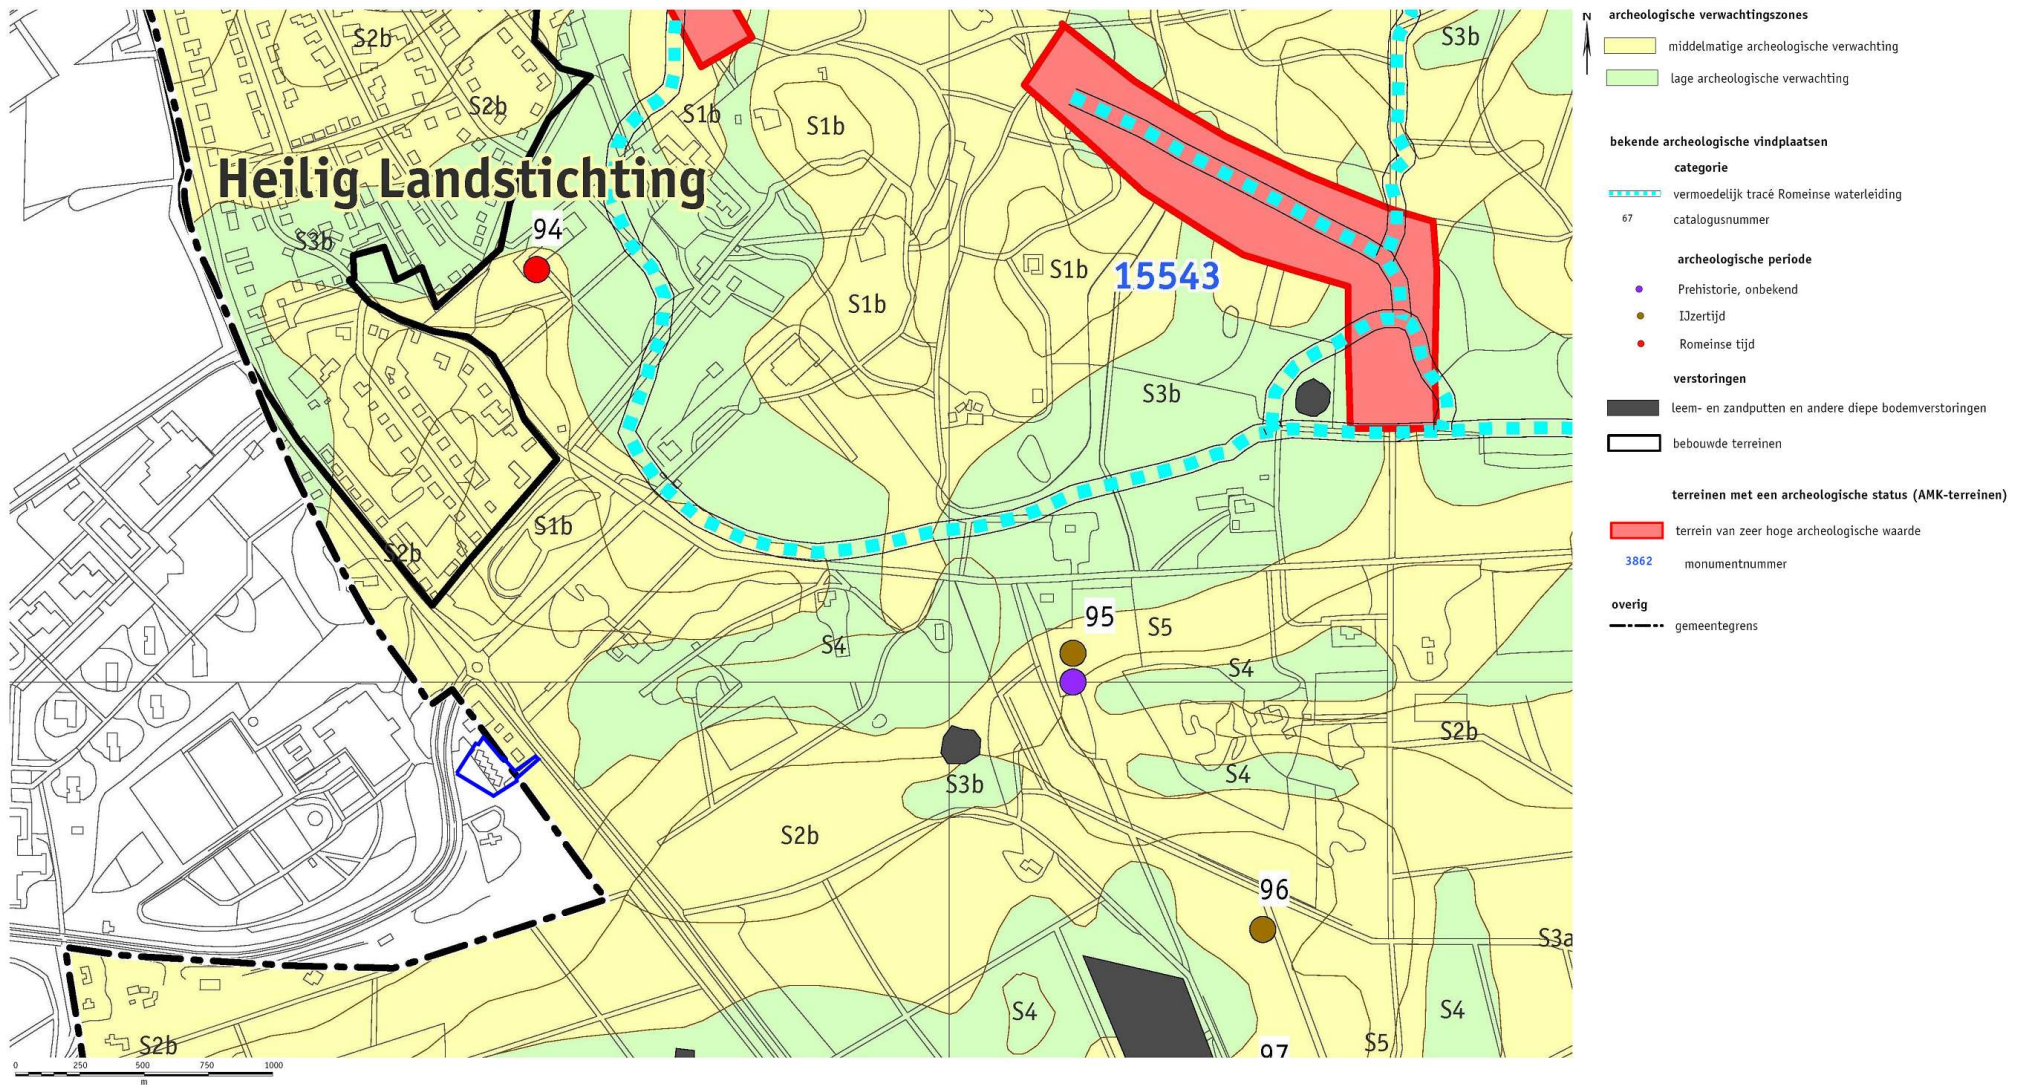 S2b
S3b
S2b
S1b
S1b
Heilig Landstichting
94
S3b
S1b
15543
S1b
S3b
S1b
S2b
95
S5
S4
S4
S2b
S4
S3b
S2b
96
S3a
S4
S4
S5
97
S2b
0 250 500 750 1000
m
N
archeologische verwachtingszones
middelmatige archeologische verwachting
lage archeologische verwachting
bekende archeologische vindplaatsen
categorie
vermoedelijk tracé Romeinse waterleiding
67 catalogusnummer
archeologische periode
Prehistorie, onbekend
IJzertijd
Romeinse tijd
verstoringen
leem- en zandputten en andere diepe bodemverstoringen
bebouwde terreinen
terreinen met een archeologische status (AMK-terreinen)
terrein van zeer hoge archeologische waarde
3862 monumentnummer
overig
gemeentegrens